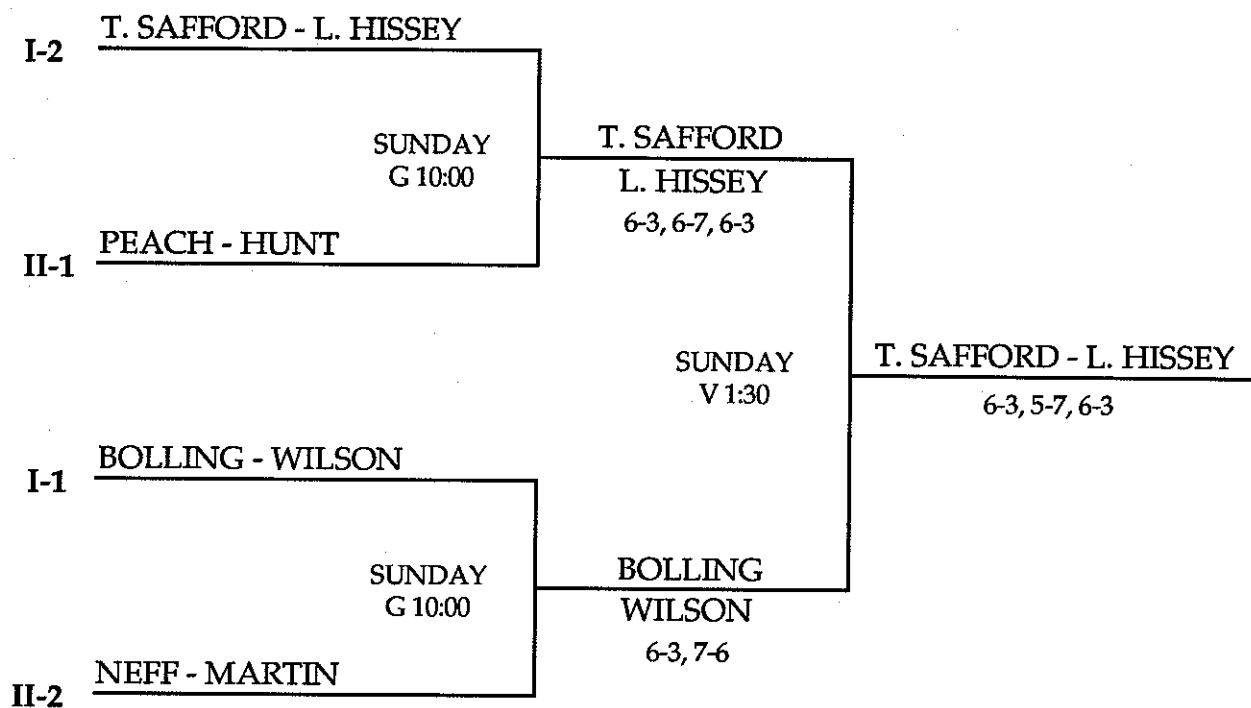 I-2
T. SAFFORD - L. HISSEY
SUNDAY
G 10:00
II-1
PEACH - HUNT
T. SAFFORD
L. HISSEY
6-3, 6-7, 6-3
SUNDAY
V 1:30
T. SAFFORD - L. HISSEY
6-3, 5-7, 6-3
I-1
BOLLING - WILSON
SUNDAY
G 10:00
II-2
NEFF - MARTIN
BOLLING
WILSON
6-3, 7-6